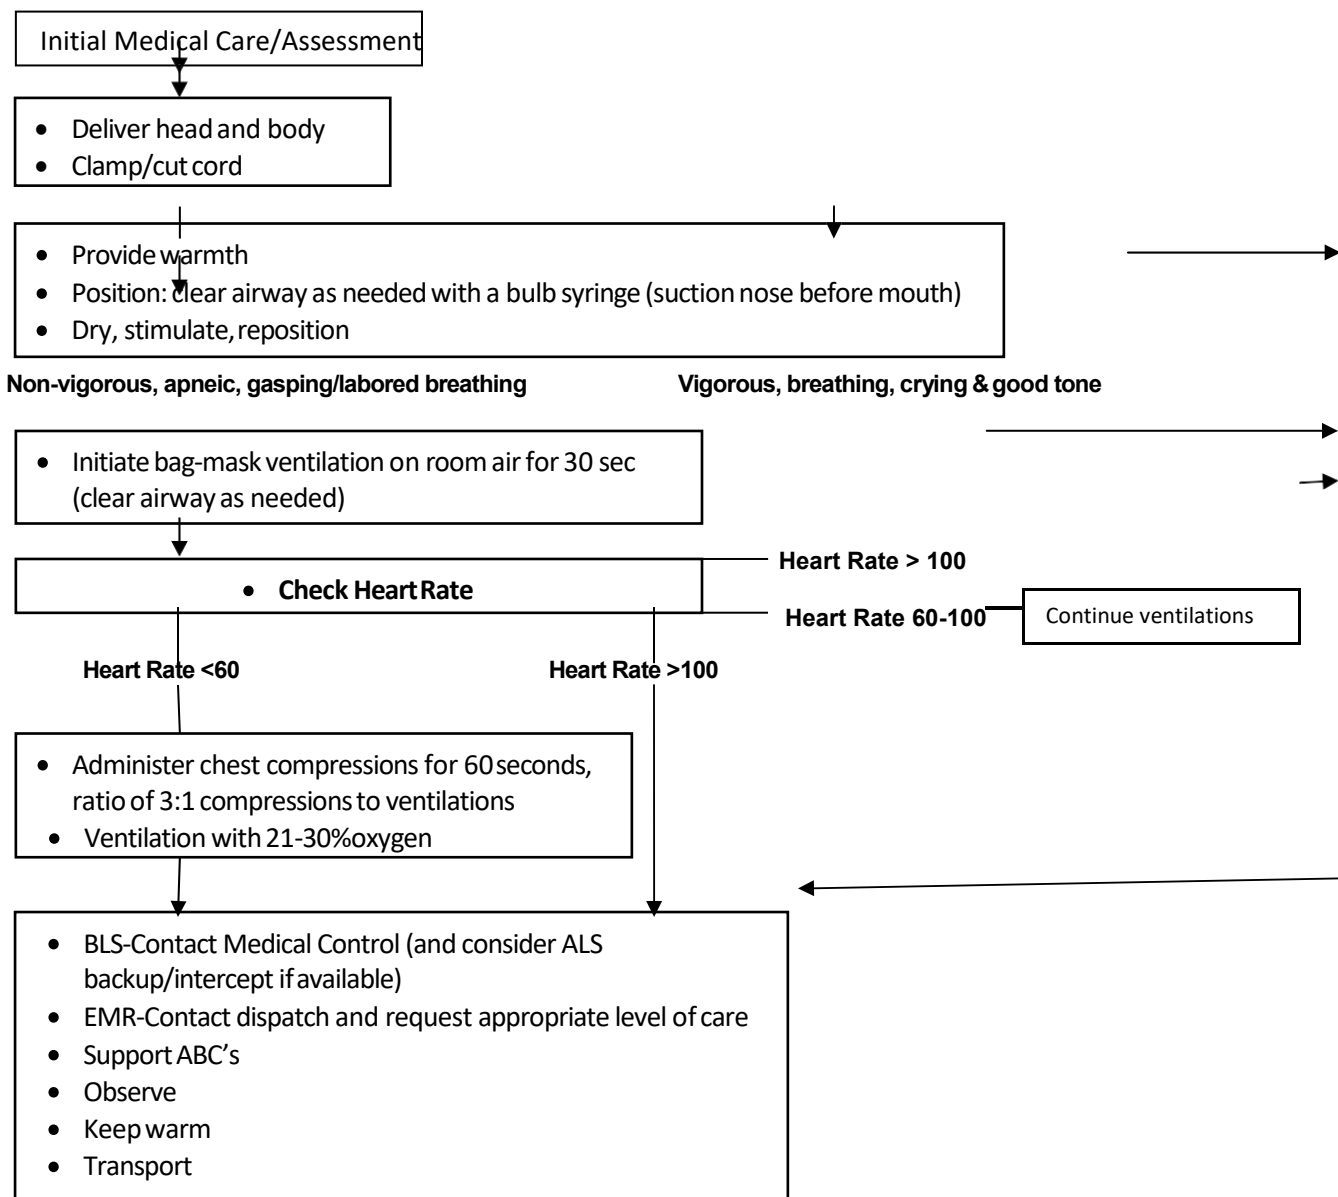 Initial Medical Care/Assessment
• Deliver head and body
• Clamp/cut cord
• Provide warmth
• Position: clear airway as needed with a bulb syringe (suction nose before mouth)
• Dry, stimulate, reposition
Non-vigorous, apneic, gasping/labored breathing
Vigorous, breathing, crying & good tone
• Initiate bag-mask ventilation on room air for 30 sec
(clear airway as needed)
Heart Rate > 100
• Check Heart Rate
Heart Rate 60-100
Continue ventilations
Heart Rate <60
Heart Rate >100
• Administer chest compressions for 60 seconds,
ratio of 3:1 compressions to ventilations
• Ventilation with 21-30%oxygen
• BLS-Contact Medical Control (and consider ALS
backup/intercept if available)
• EMR-Contact dispatch and request appropriate level of care
• Support ABC’s
• Observe
• Keep warm
• Transport